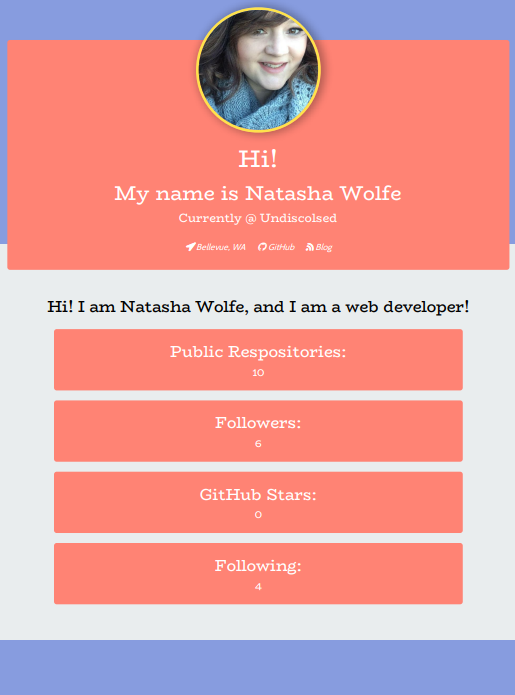 Hi!
My name is Natasha Wolfe
Currently @ Undiscolsed
Bellevue, WA GitHub Blog
Hi! I am Natasha Wolfe, and I am a web developer!
Public Respositories:
10
Followers:
6
GitHub Stars:
0
Following:
4